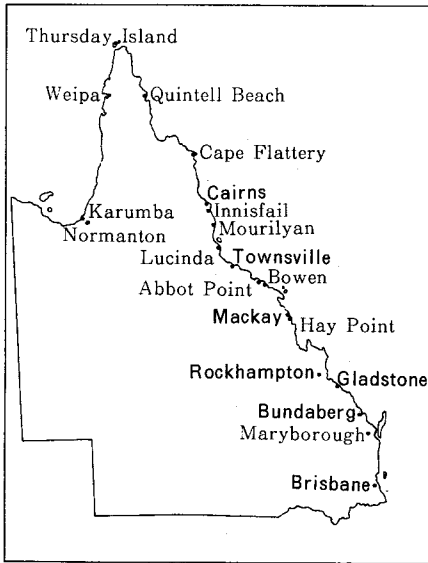 Thursday Island
Weipa
Quintell Beach
Cape Flattery
Cairns
Innisfail
Karumba
Mourilyan
Normanton
Lucinda
Townsville
Bowen
Abbot Point
Mackay
Hay Point
Rockhampton
Gladstone
Bundaberg
Maryborough
Brisbane